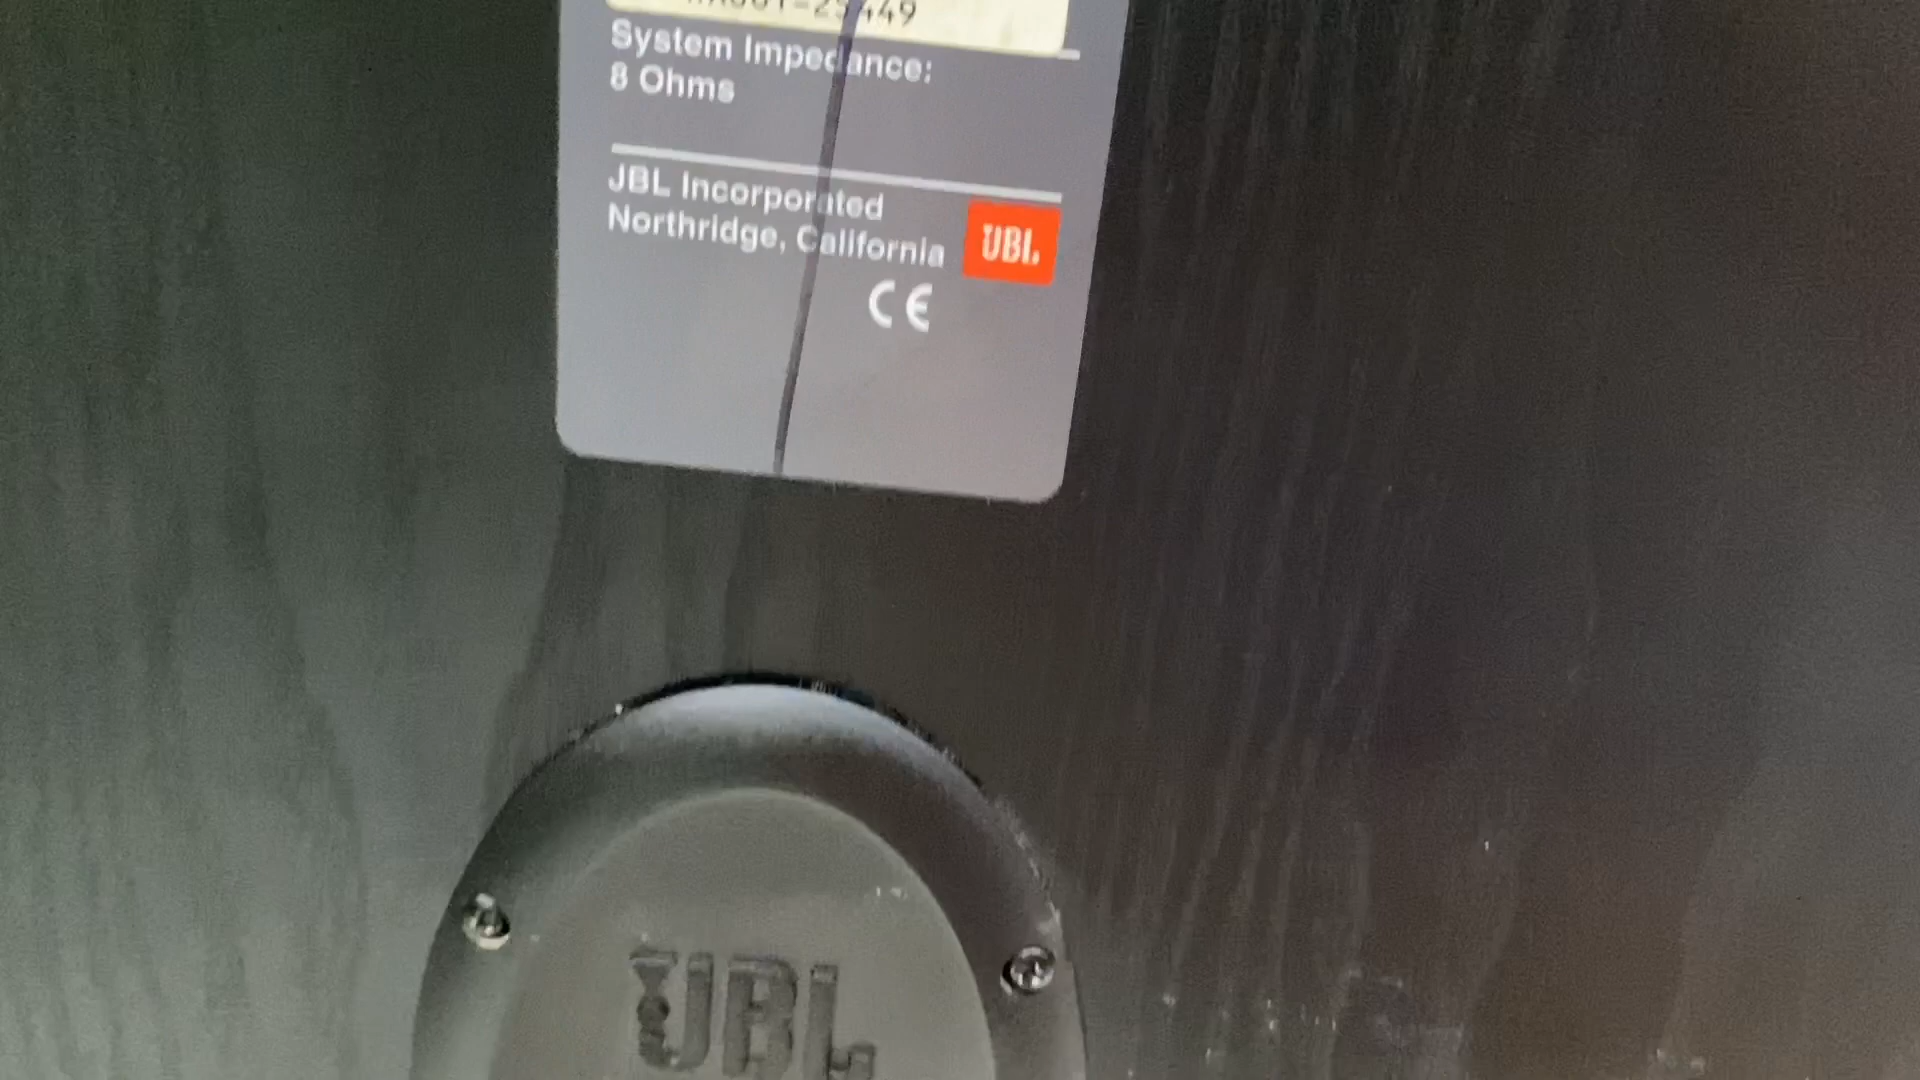 System Impedance:
8 Ohms
JBL Incorporated
Northridge, California
JBL
CE
JBL